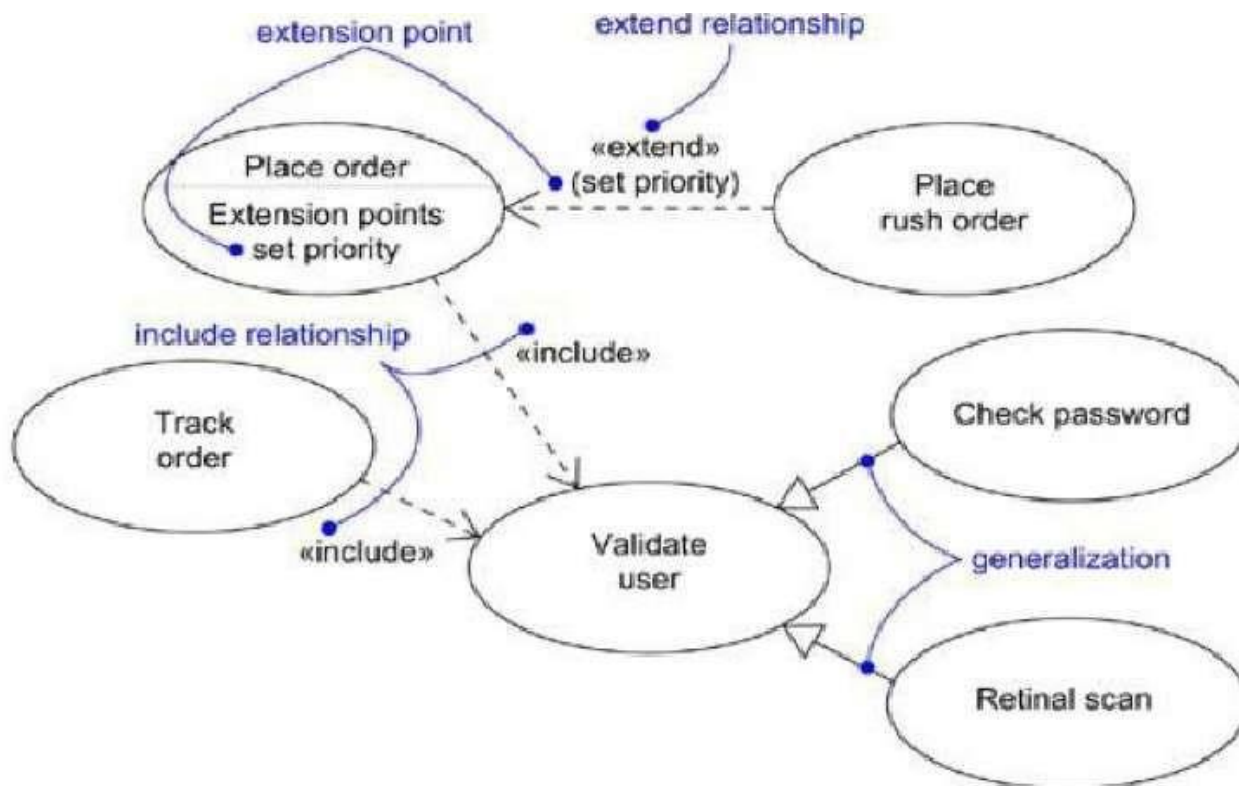 extension point
extend relationship
«extend»
(set priority)
Place order
Extension points
set priority
Place
rush order
include relationship
«include»
Track
order
Check password
«include»
Validate
user
generalization
Retinal scan